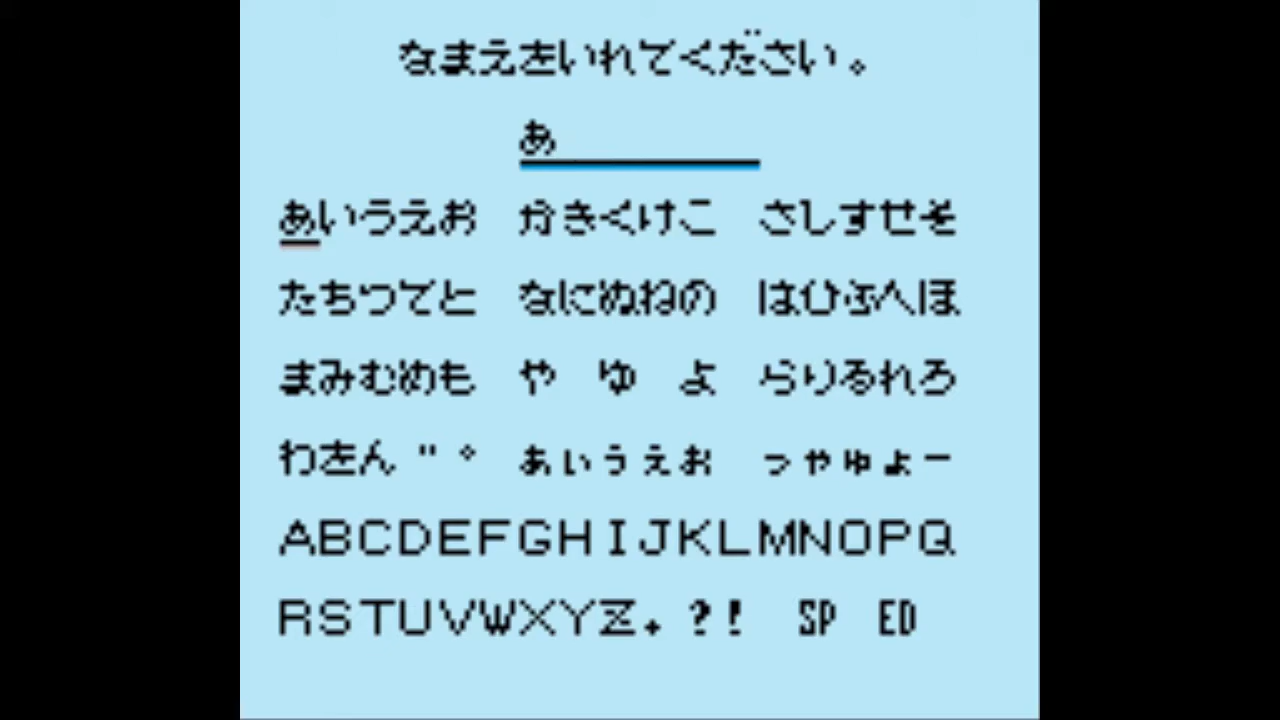 なまえをいれてください。
あ
あいうえお かきくけこ さしすせそ
たちつてと なにぬねの はひふへほ
まみむめも や ゆ よ らりるれろ
わをん ゛ ゜ ぁぃぅぇぉ っゃゅょー
ABCDEFGHIJKLMNOPQ
RSTUVWXYZ.?! SP ED